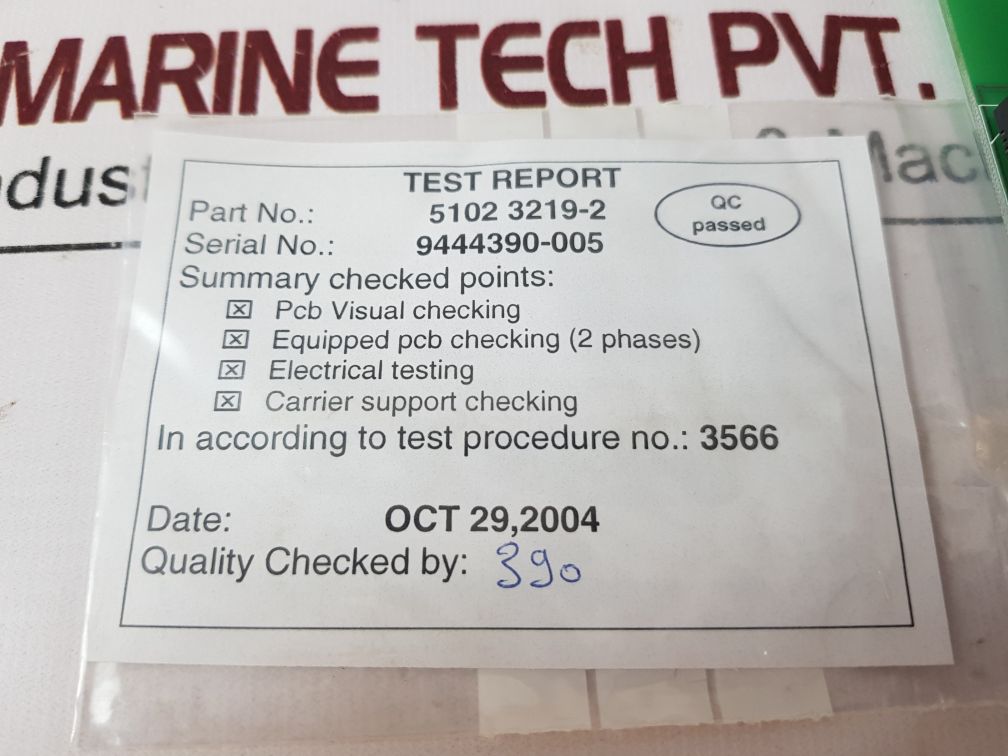 MARINE TECH PVT.
TEST REPORT
Part No.: 5102 3219-2
QC
passed
Serial No.: 9444390-005
Summary checked points:
☒ Pcb Visual checking
☒ Equipped pcb checking (2 phases)
☒ Electrical testing
☒ Carrier support checking
In according to test procedure no.: 3566
Date: OCT 29,2004
Quality Checked by: 390